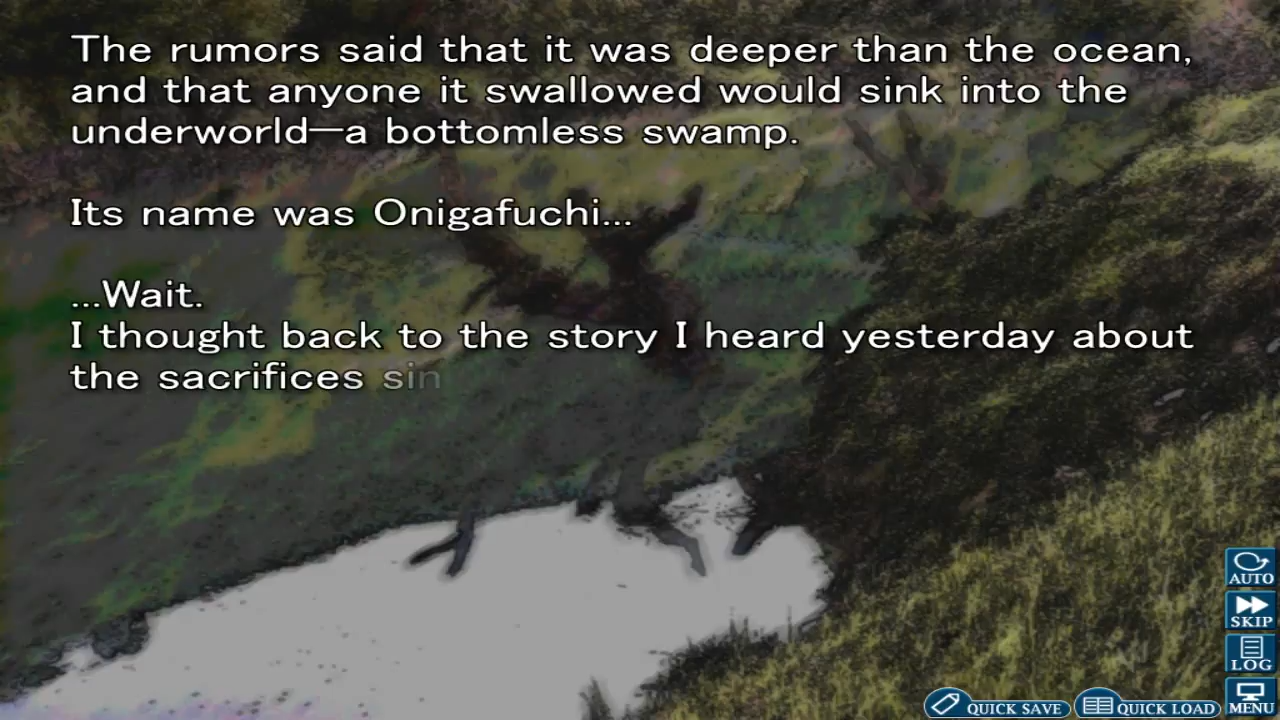 The rumors said that it was deeper than the ocean,
and that anyone it swallowed would sink into the
underworld—a bottomless swamp.
Its name was Onigafuchi...
...Wait.
I thought back to the story I heard yesterday about
the sacrifices sin
AUTO
SKIP
LOG
MENU
QUICK SAVE
QUICK LOAD